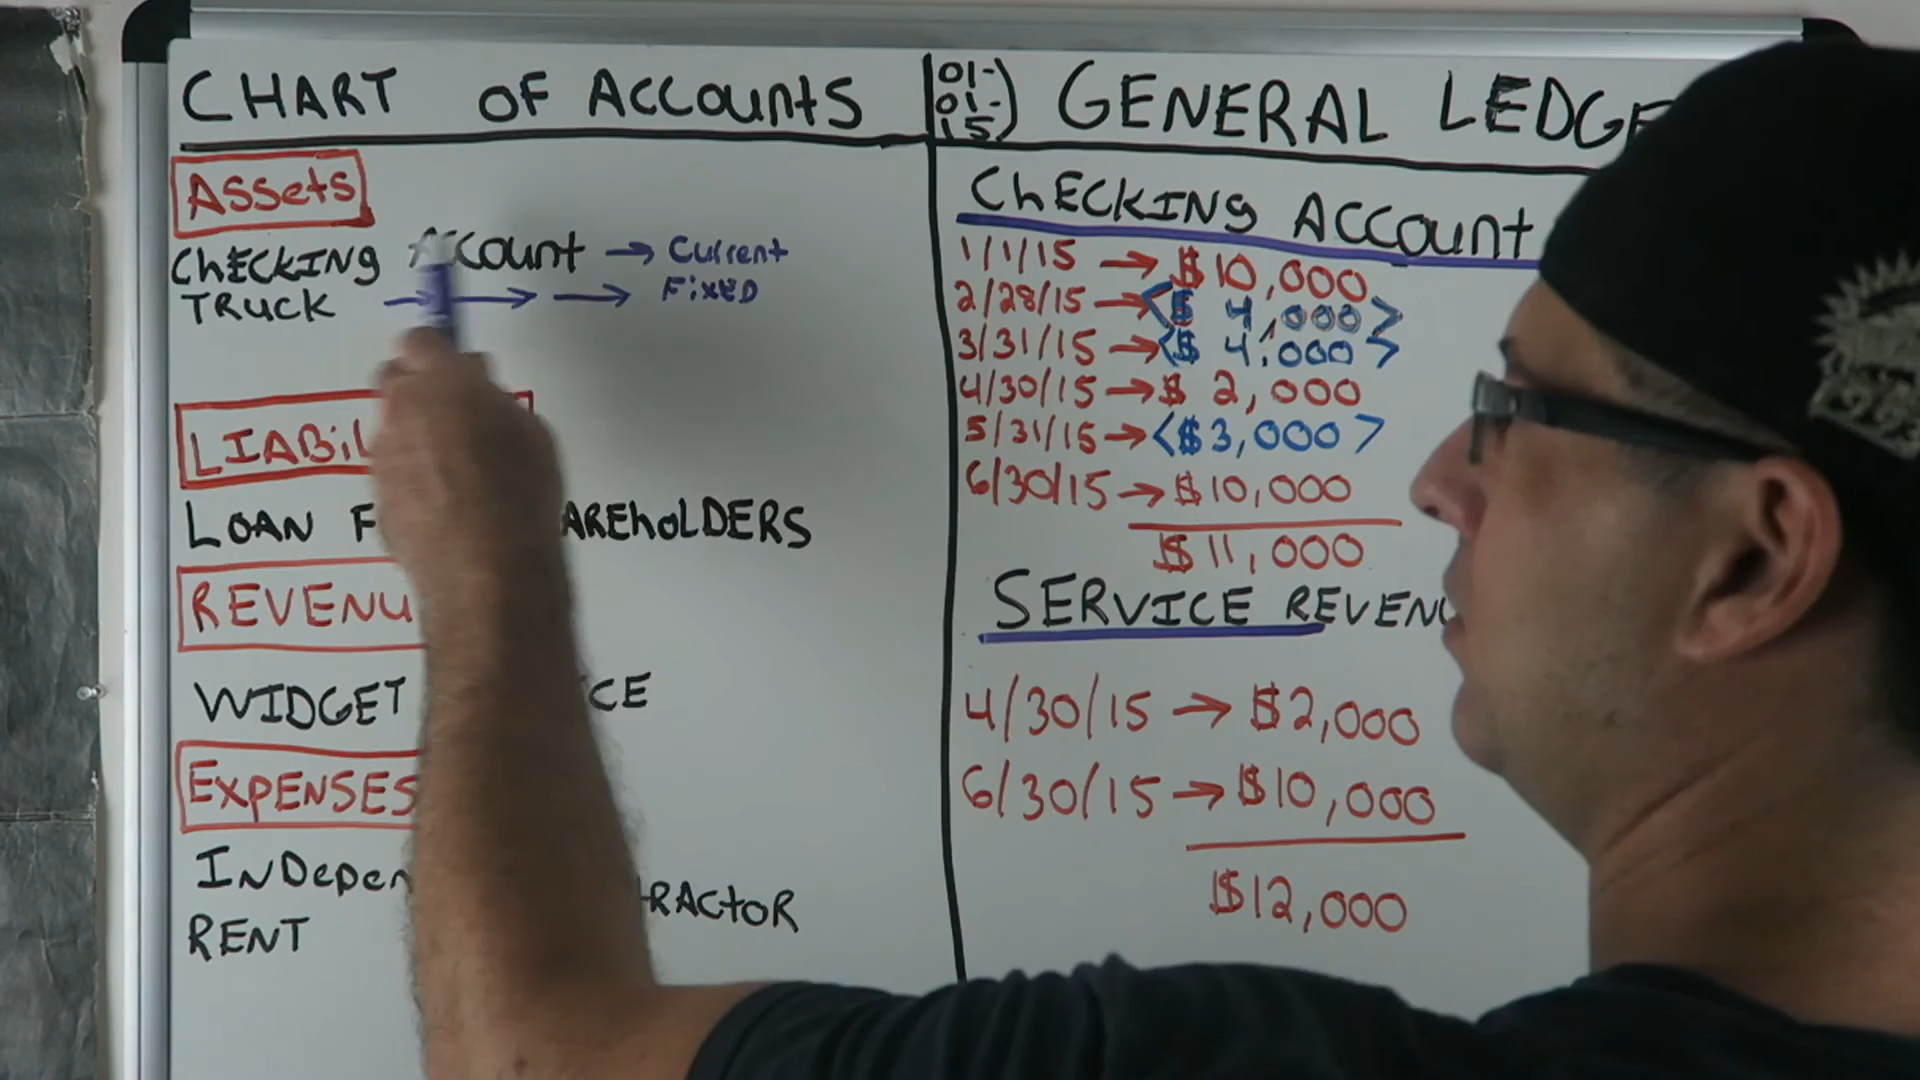 CHART OF ACCOUNTS
Assets
CHECKING Account → Current
TRUCK → → → FIXED
LIABIL
LOAN F AREHOLDERS
REVENU
WIDGET CE
EXPENSES
INDEPEN TRACTOR
RENT
01-
01-
15)
GENERAL LEDGE
CHECKING ACCOUNT
1/1/15 → $10,000
2/28/15 → <$ 4,000>
3/31/15 → <$ 4,000>
4/30/15 → $ 2,000
5/31/15 → <$3,000>
6/30/15 → $10,000
$11,000
SERVICE REVENU
4/30/15 → $2,000
6/30/15 → $10,000
$12,000